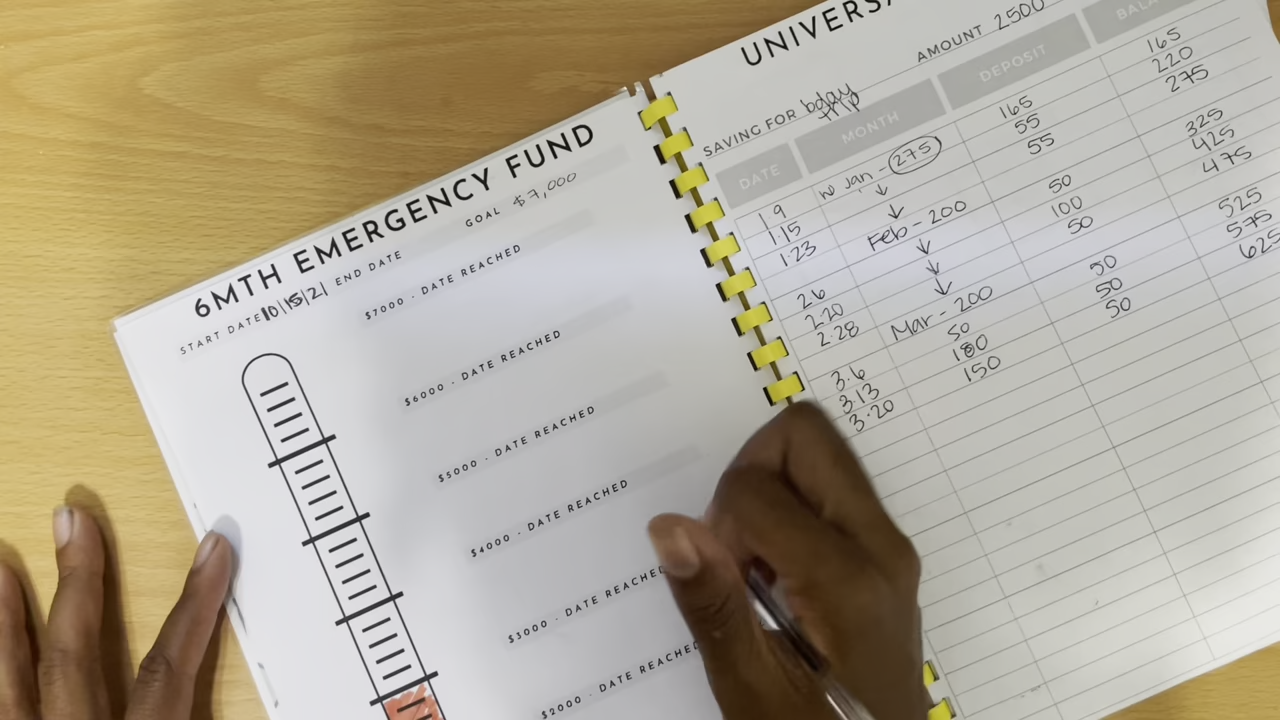 6MTH EMERGENCY FUND
START DATE 10/15/21 END DATE
GOAL $7,000
$7000 · DATE REACHED
$6000 · DATE REACHED
$5000 · DATE REACHED
$4000 · DATE REACHED
$3000 · DATE REACHED
$2000 · DATE REACHED
SAVING FOR bday trip
AMOUNT 2500
DATE MONTH DEPOSIT
1.9 Jan - 275 165 165
1.15 ↓ 55 220
1.23 ↓ 55 275
Feb - 200
2.6 ↓ 50 325
2.20 ↓ 100 425
2.28 ↓ 50 475
Mar - 200
3.6 50 50 525
3.13 100 50 575
3.20 150 50 625